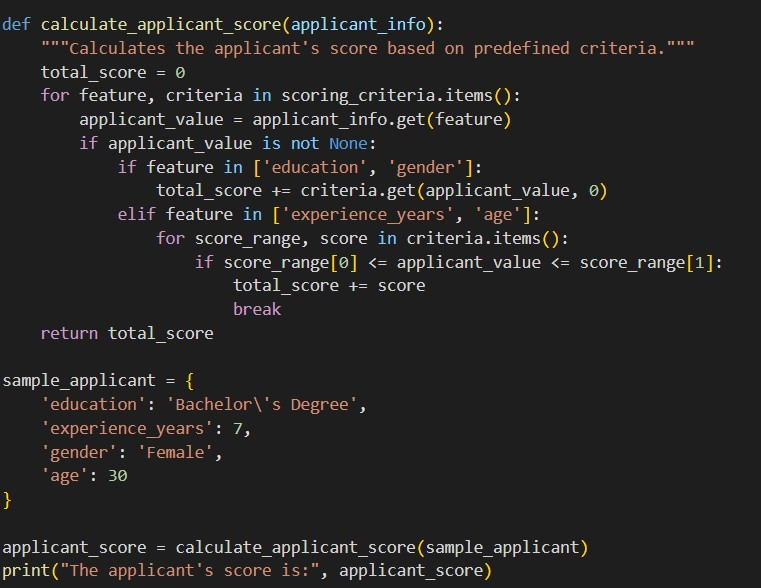 def calculate_applicant_score(applicant_info):
    """Calculates the applicant's score based on predefined criteria."""
    total_score = 0
    for feature, criteria in scoring_criteria.items():
        applicant_value = applicant_info.get(feature)
        if applicant_value is not None:
            if feature in ['education', 'gender']:
                total_score += criteria.get(applicant_value, 0)
            elif feature in ['experience_years', 'age']:
                for score_range, score in criteria.items():
                    if score_range[0] <= applicant_value <= score_range[1]:
                        total_score += score
                        break
    return total_score

sample_applicant = {
    'education': 'Bachelor\'s Degree',
    'experience_years': 7,
    'gender': 'Female',
    'age': 30
}

applicant_score = calculate_applicant_score(sample_applicant)
print("The applicant's score is:", applicant_score)